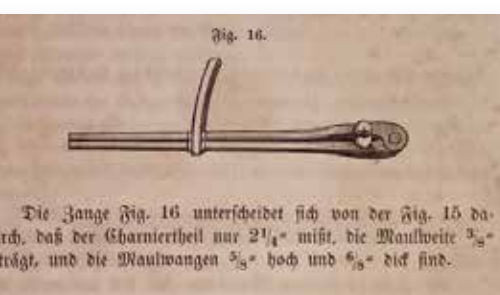 Fig. 16.
Die Zange Fig. 16 unterscheidet sich von der Fig. 15 da-
rch, daß der Charniertheil nur 2¼" mißt, die Maulweite ³/₈"
trägt, und die Maulwangen ⁵/₈" hoch und ⁶/₈" dick sind.